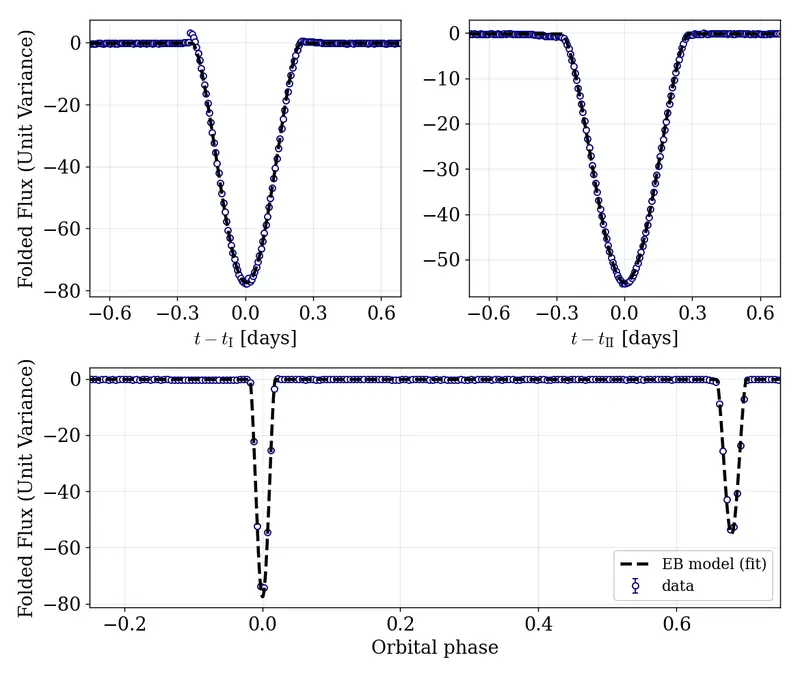 Folded Flux (Unit Variance)
0
−20
−40
−60
−80
−0.6 −0.3 0.0 0.3 0.6
t − tI [days]
0
−10
−20
−30
−40
−50
−0.6 −0.3 0.0 0.3 0.6
t − tII [days]
Folded Flux (Unit Variance)
0
−20
−40
−60
−80
EB model (fit)
data
−0.2 0.0 0.2 0.4 0.6
Orbital phase